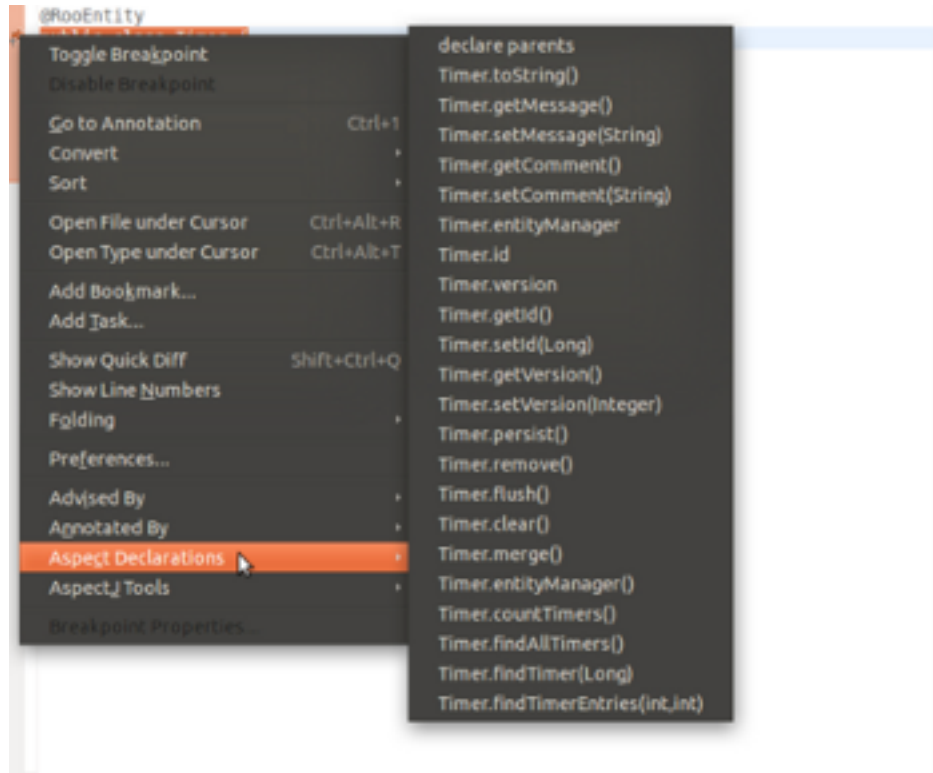 @RooEntity
Toggle Breakpoint
Disable Breakpoint
Go to Annotation Ctrl+1
Convert
Sort
Open File under Cursor Ctrl+Alt+R
Open Type under Cursor Ctrl+Alt+T
Add Bookmark...
Add Task...
Show Quick Diff Shift+Ctrl+Q
Show Line Numbers
Folding
Preferences...
Advised By
Annotated By
Aspect Declarations
AspectJ Tools
Breakpoint Properties...
declare parents
Timer.toString()
Timer.getMessage()
Timer.setMessage(String)
Timer.getComment()
Timer.setComment(String)
Timer.entityManager
Timer.id
Timer.version
Timer.getId()
Timer.setId(Long)
Timer.getVersion()
Timer.setVersion(Integer)
Timer.persist()
Timer.remove()
Timer.flush()
Timer.clear()
Timer.merge()
Timer.entityManager()
Timer.countTimers()
Timer.findAllTimers()
Timer.findTimer(Long)
Timer.findTimerEntries(int,int)